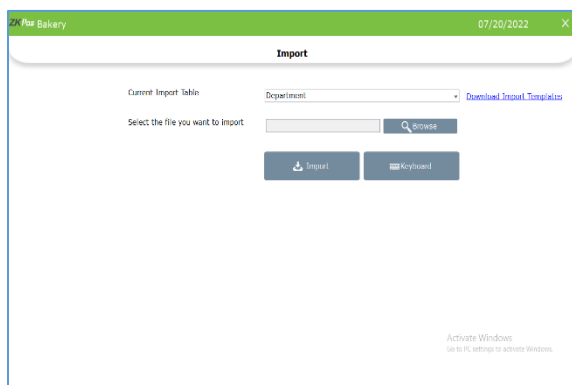 ZKPos Bakery 07/20/2022 X
Import
Current Import Table Department Download Import Templates
Select the file you want to import Browse
Import Keyboard
Activate Windows
Go to PC settings to activate Windows.